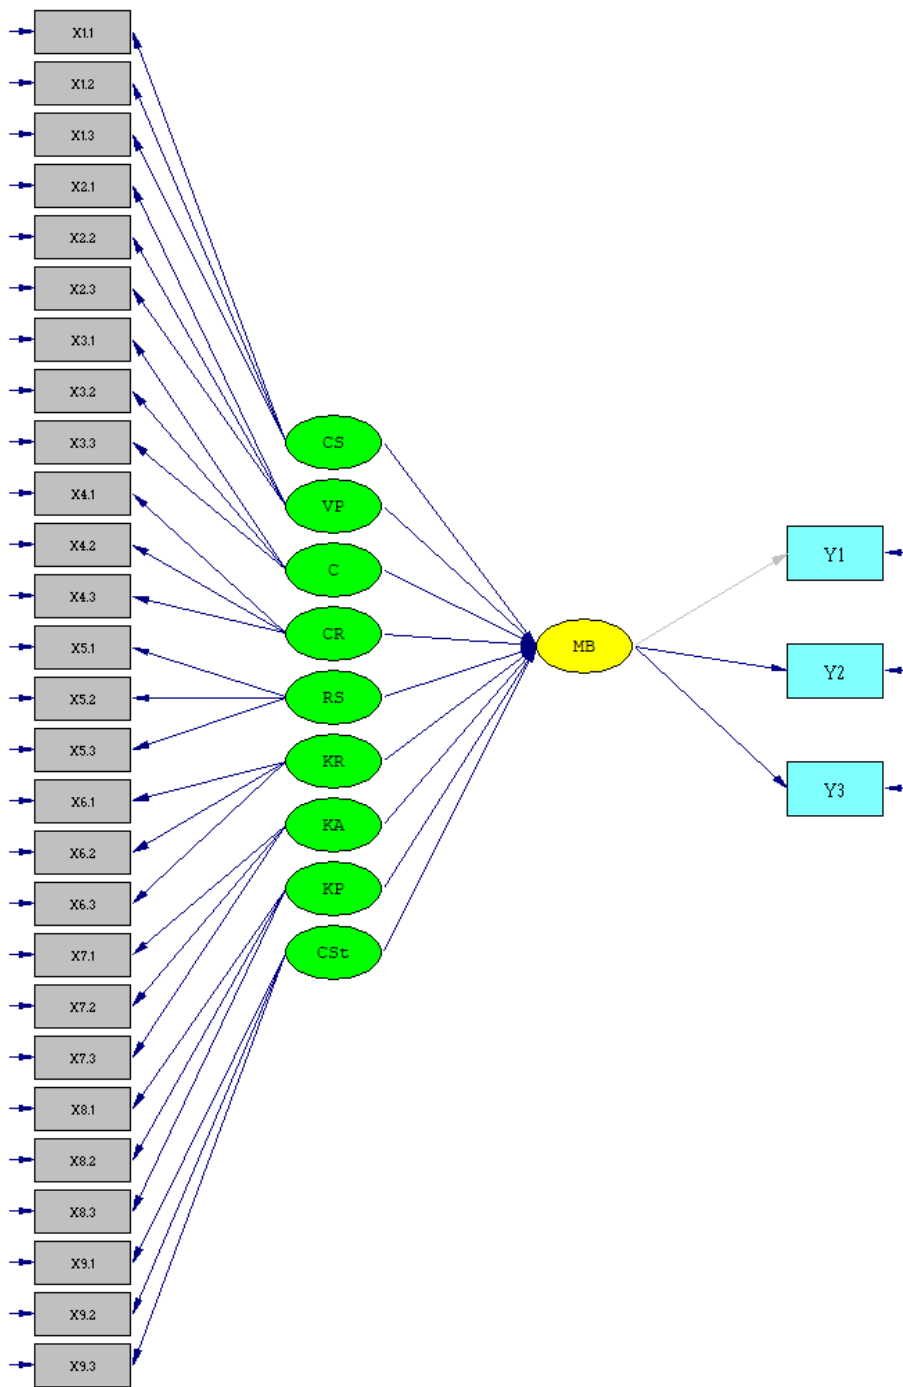 X1.1
X1.2
X1.3
X2.1
X2.2
X2.3
X3.1
X3.2
X3.3
X4.1
X4.2
X4.3
X5.1
X5.2
X5.3
X6.1
X6.2
X6.3
X7.1
X7.2
X7.3
X8.1
X8.2
X8.3
X9.1
X9.2
X9.3
CS
VP
C
CR
RS
KR
KA
KP
CSt
MB
Y1
Y2
Y3